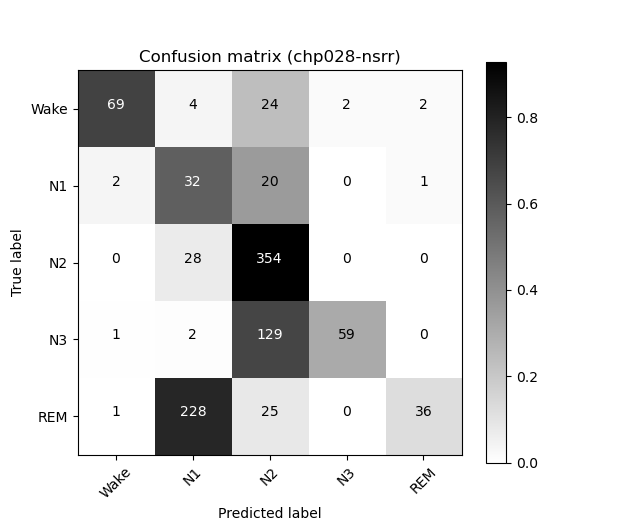 Confusion matrix (chp028-nsrr)
True label
Wake 69 4 24 2 2
N1 2 32 20 0 1
N2 0 28 354 0 0
N3 1 2 129 59 0
REM 1 228 25 0 36
Wake N1 N2 N3 REM
Predicted label
0.8
0.6
0.4
0.2
0.0